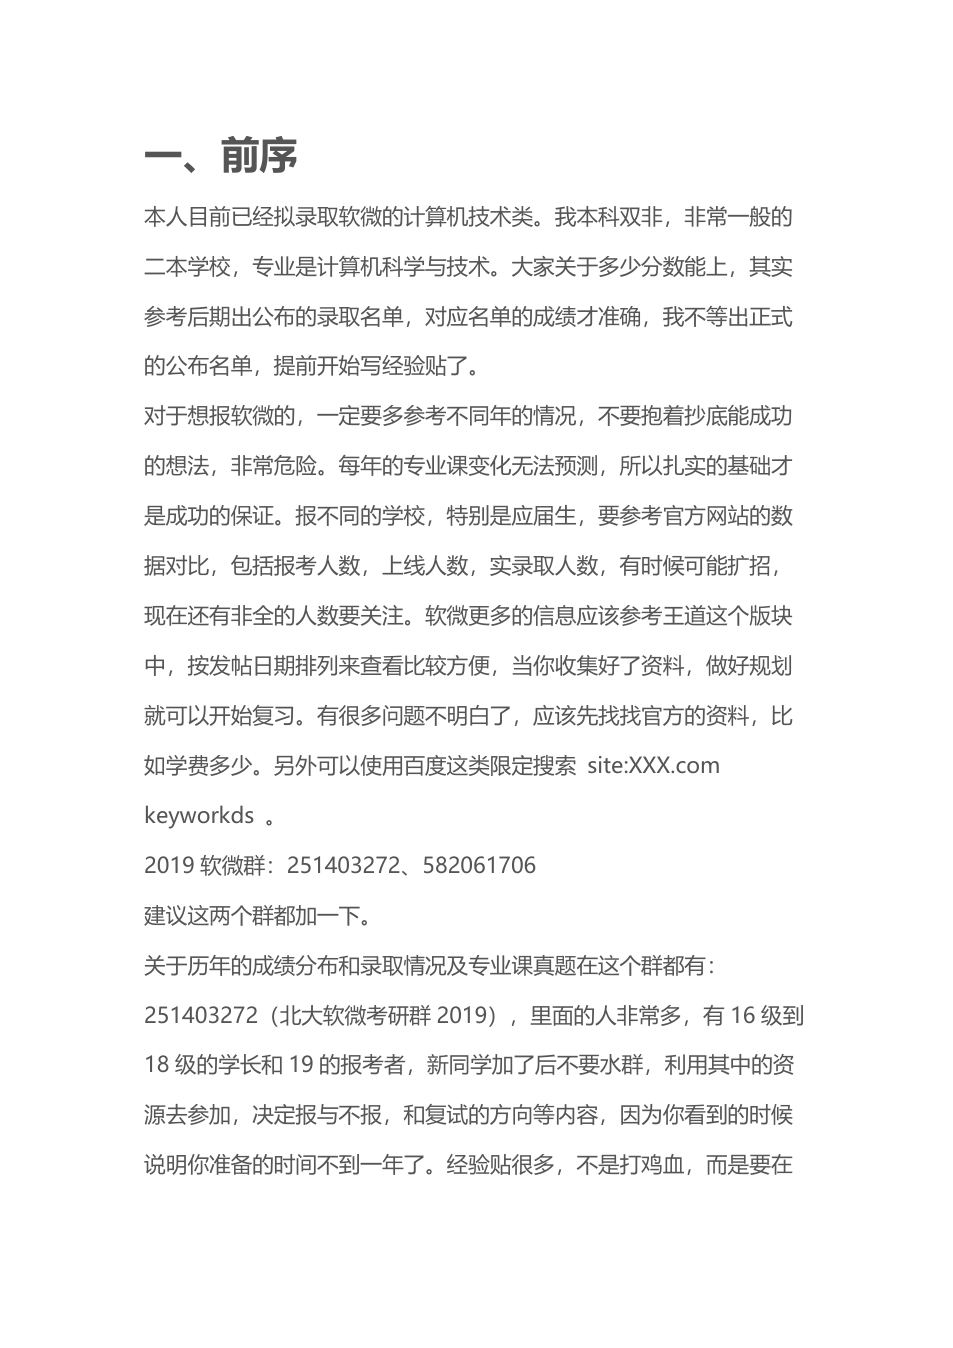 一、前序
本人目前已经拟录取软微的计算机技术类。我本科双非，非常一般的
二本学校，专业是计算机科学与技术。大家关于多少分数能上，其实
参考后期出公布的录取名单，对应名单的成绩才准确，我不等出正式
的公布名单，提前开始写经验贴了。
对于想报软微的，一定要多参考不同年的情况，不要抱着抄底能成功
的想法，非常危险。每年的专业课变化无法预测，所以扎实的基础才
是成功的保证。报不同的学校，特别是应届生，要参考官方网站的数
据对比，包括报考人数，上线人数，实录取人数，有时候可能扩招，
现在还有非全的人数要关注。软微更多的信息应该参考王道这个版块
中，按发帖日期排列来查看比较方便，当你收集好了资料，做好规划
就可以开始复习。有很多问题不明白了，应该先找找官方的资料，比
如学费多少。另外可以使用百度这类限定搜索 site:XXX.com
keyworkds 。
2019 软微群：251403272、582061706
建议这两个群都加一下。
关于历年的成绩分布和录取情况及专业课真题在这个群都有：
251403272（北大软微考研群 2019），里面的人非常多，有 16 级到
18 级的学长和 19 的报考者，新同学加了后不要水群，利用其中的资
源去参加，决定报与不报，和复试的方向等内容，因为你看到的时候
说明你准备的时间不到一年了。经验贴很多，不是打鸡血，而是要在